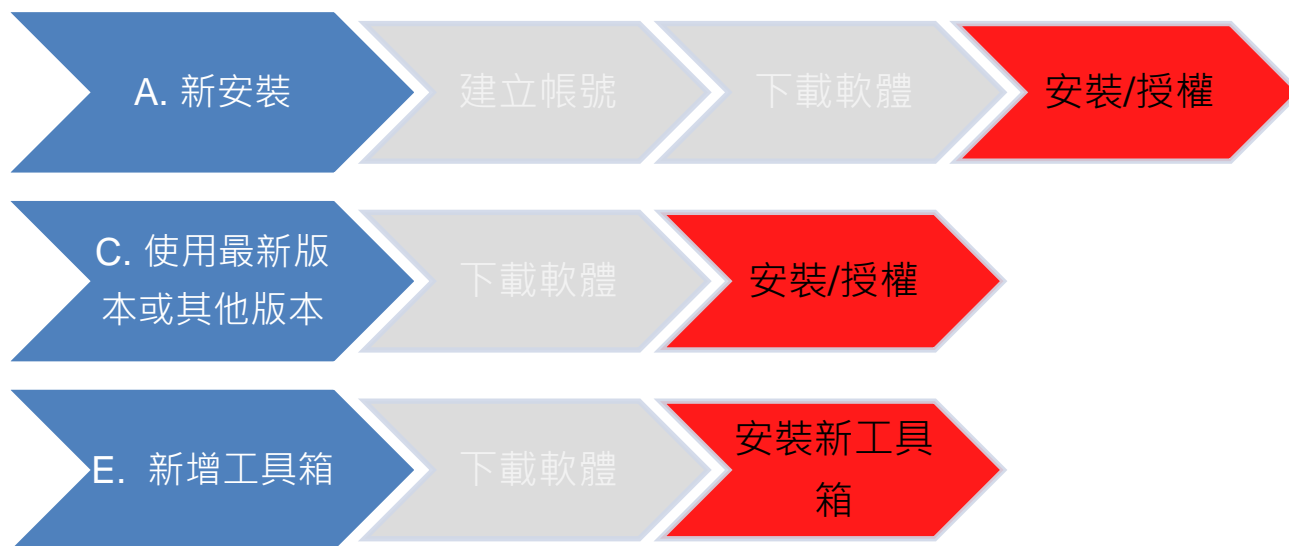 A. 新安裝
建立帳號
下載軟體
安裝/授權
C. 使用最新版
本或其他版本
下載軟體
安裝/授權
E. 新增工具箱
下載軟體
安裝新工具
箱